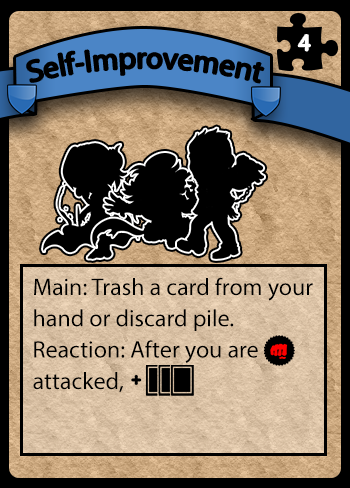 Self-Improvement
4
Main: Trash a card from your
hand or discard pile.
Reaction: After you are
attacked, +